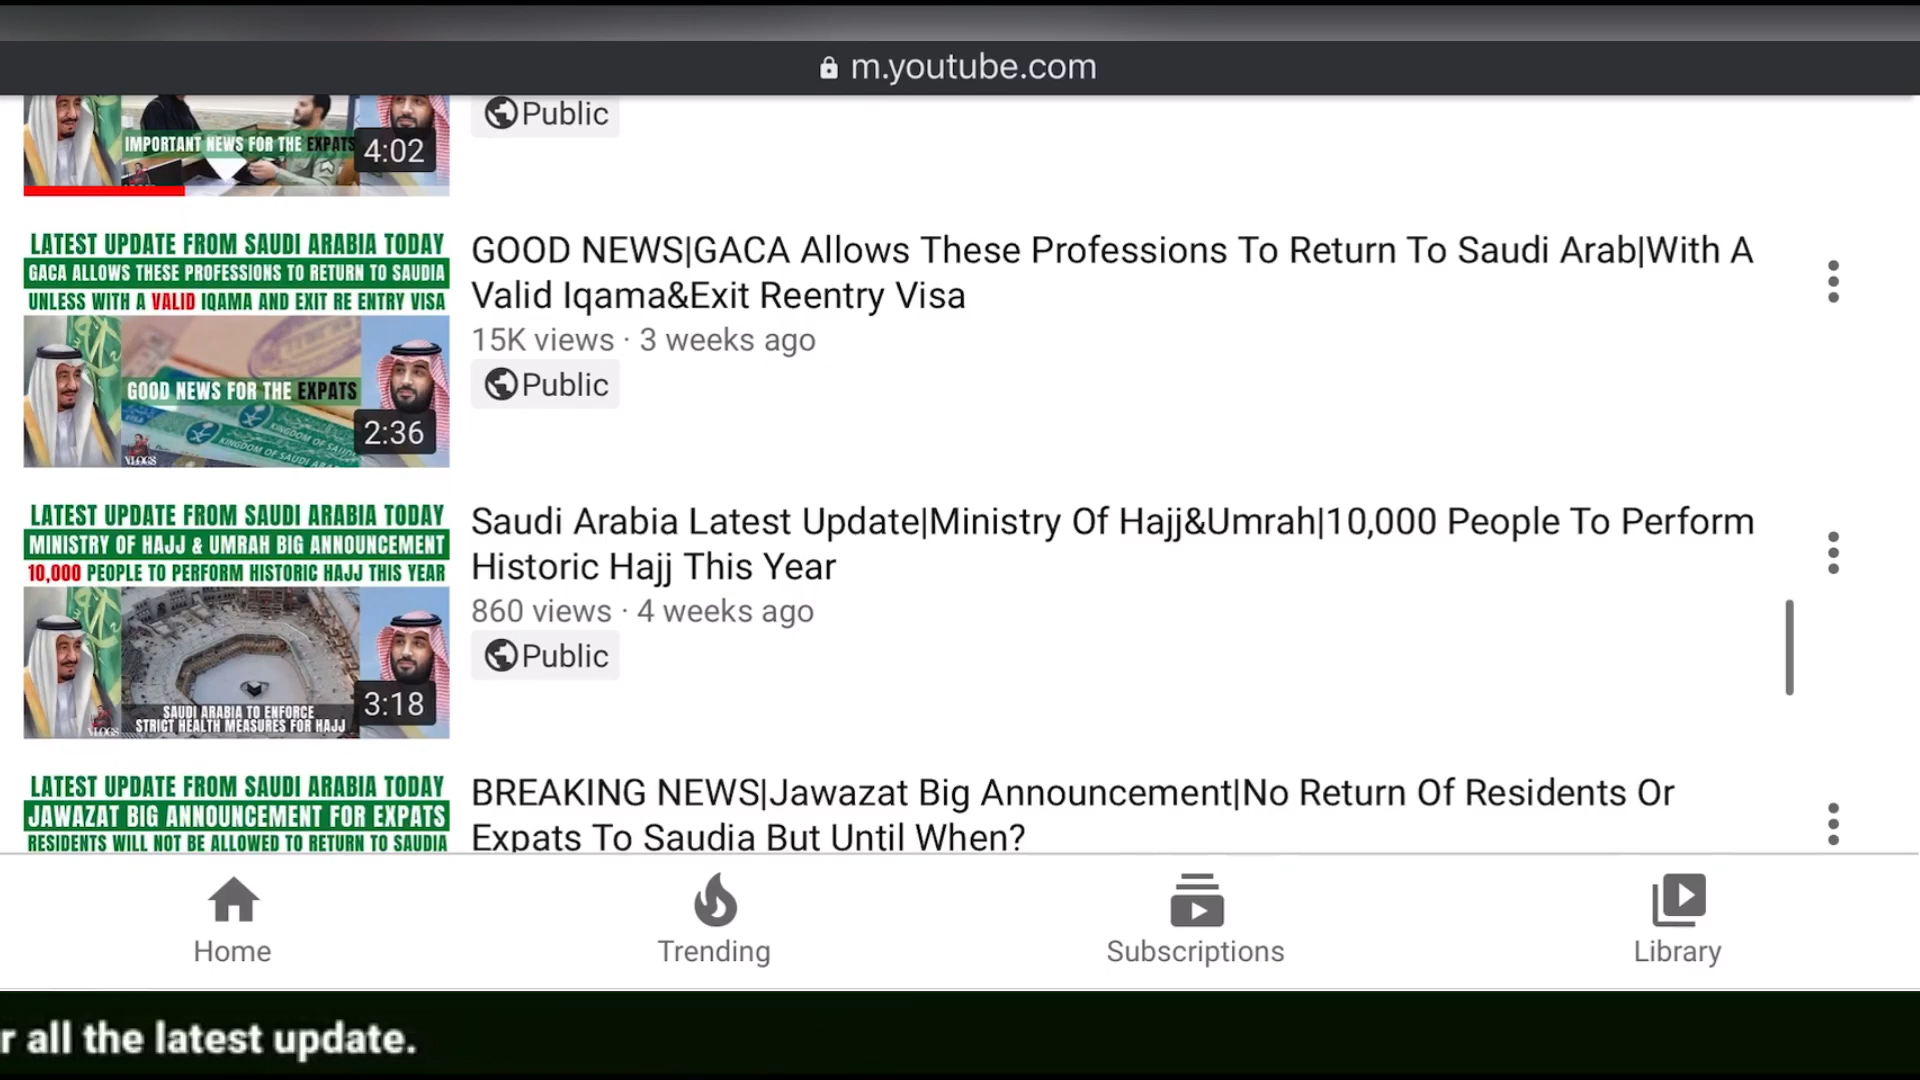 m.youtube.com
Public
IMPORTANT NEWS FOR THE EXPATS
4:02
LATEST UPDATE FROM SAUDI ARABIA TODAY
GACA ALLOWS THESE PROFESSIONS TO RETURN TO SAUDIA
UNLESS WITH A VALID IQAMA AND EXIT RE ENTRY VISA
GOOD NEWS FOR THE EXPATS
KINGDOM OF SAUDI
2:36
VLOGS
GOOD NEWS|GACA Allows These Professions To Return To Saudi Arab|With A
Valid Iqama&Exit Reentry Visa
15K views · 3 weeks ago
Public
LATEST UPDATE FROM SAUDI ARABIA TODAY
MINISTRY OF HAJJ & UMRAH BIG ANNOUNCEMENT
10,000 PEOPLE TO PERFORM HISTORIC HAJJ THIS YEAR
SAUDI ARABIA TO ENFORCE
STRICT HEALTH MEASURES FOR HAJJ
3:18
VLOGS
Saudi Arabia Latest Update|Ministry Of Hajj&Umrah|10,000 People To Perform
Historic Hajj This Year
860 views · 4 weeks ago
Public
LATEST UPDATE FROM SAUDI ARABIA TODAY
JAWAZAT BIG ANNOUNCEMENT FOR EXPATS
RESIDENTS WILL NOT BE ALLOWED TO RETURN TO SAUDIA
BREAKING NEWS|Jawazat Big Announcement|No Return Of Residents Or
Expats To Saudia But Until When?
Home
Trending
Subscriptions
Library
r all the latest update.